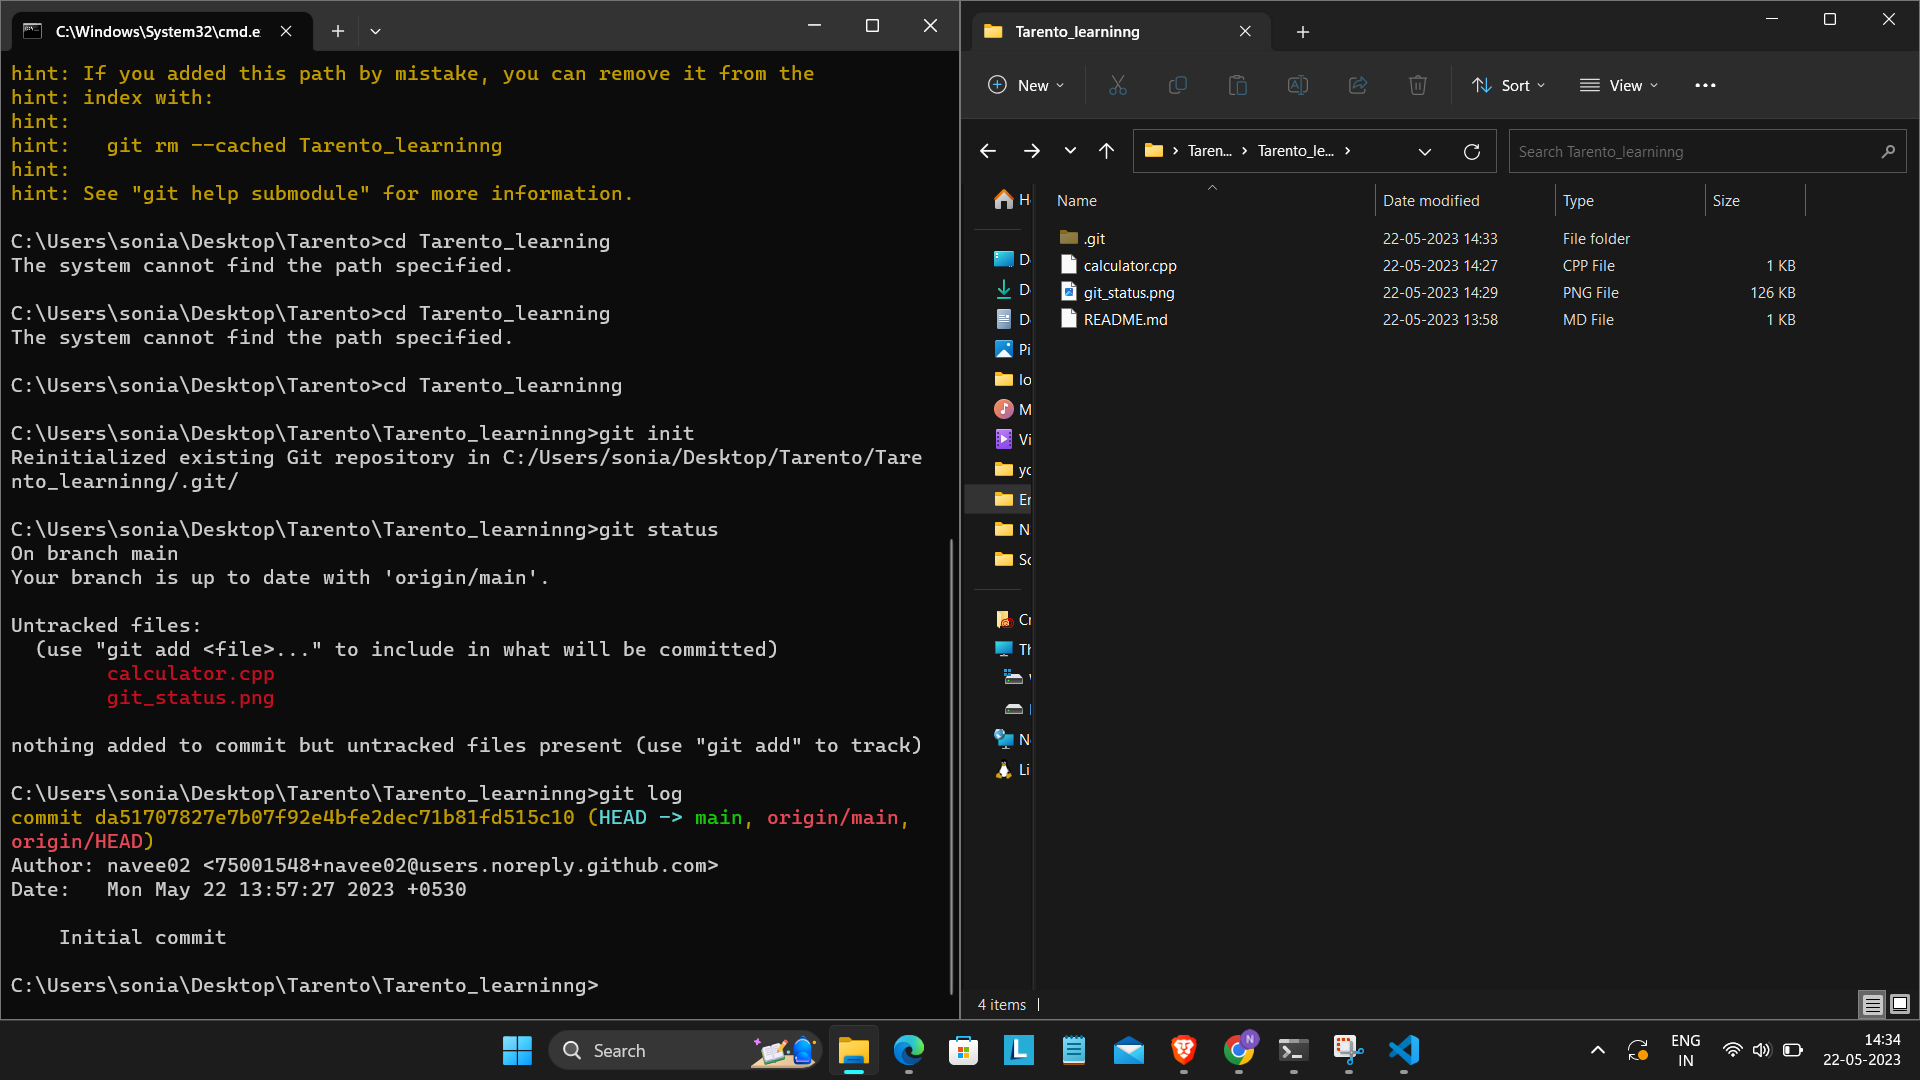 C:\Windows\System32\cmd.e
hint: If you added this path by mistake, you can remove it from the
hint: index with:
hint:
hint:   git rm --cached Tarento_learninng
hint:
hint: See "git help submodule" for more information.
C:\Users\sonia\Desktop\Tarento>cd Tarento_learning
The system cannot find the path specified.
C:\Users\sonia\Desktop\Tarento>cd Tarento_learning
The system cannot find the path specified.
C:\Users\sonia\Desktop\Tarento>cd Tarento_learninng
C:\Users\sonia\Desktop\Tarento\Tarento_learninng>git init
Reinitialized existing Git repository in C:/Users/sonia/Desktop/Tarento/Tare
nto_learninng/.git/
C:\Users\sonia\Desktop\Tarento\Tarento_learninng>git status
On branch main
Your branch is up to date with 'origin/main'.
Untracked files:
  (use "git add <file>..." to include in what will be committed)
        calculator.cpp
        git_status.png
nothing added to commit but untracked files present (use "git add" to track)
C:\Users\sonia\Desktop\Tarento\Tarento_learninng>git log
commit da51707827e7b07f92e4bfe2dec71b81fd515c10 (HEAD -> main, origin/main,
origin/HEAD)
Author: navee02 <75001548+navee02@users.noreply.github.com>
Date:   Mon May 22 13:57:27 2023 +0530
    Initial commit
C:\Users\sonia\Desktop\Tarento\Tarento_learninng>
Tarento_learninng
New
Sort
View
Taren... Tarento_le...
Search Tarento_learninng
Name Date modified Type Size
.git 22-05-2023 14:33 File folder
calculator.cpp 22-05-2023 14:27 CPP File 1 KB
git_status.png 22-05-2023 14:29 PNG File 126 KB
README.md 22-05-2023 13:58 MD File 1 KB
D
D
D
Pi
Io
M
Vi
yo
Er
N
Sc
Cr
Th
N
Li
4 items
Search
N
ENG
IN
14:34
22-05-2023